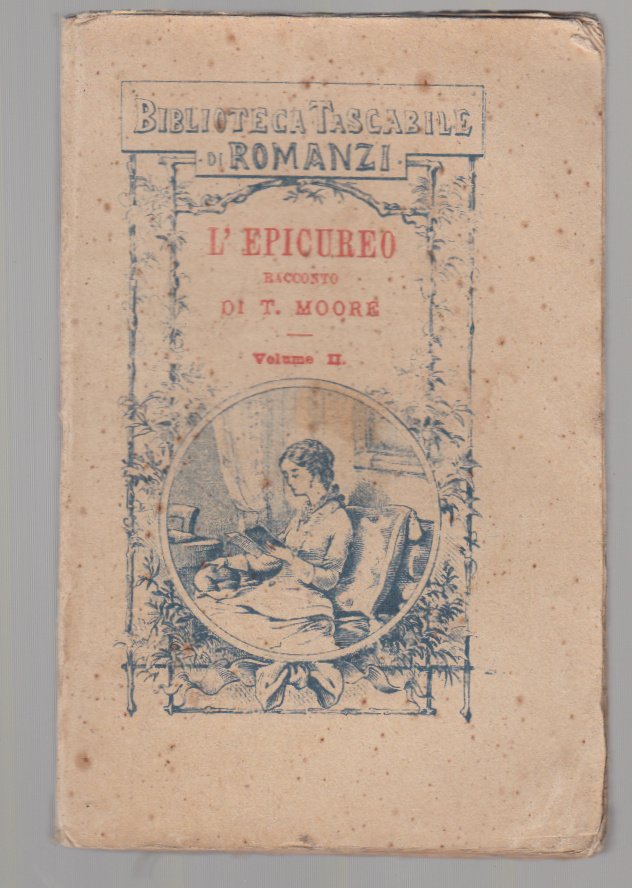 BIBLIOTECA TASCABILE
· DI ROMANZI ·
L' EPICUREO
RACCONTO
DI T. MOORE
Volume II.